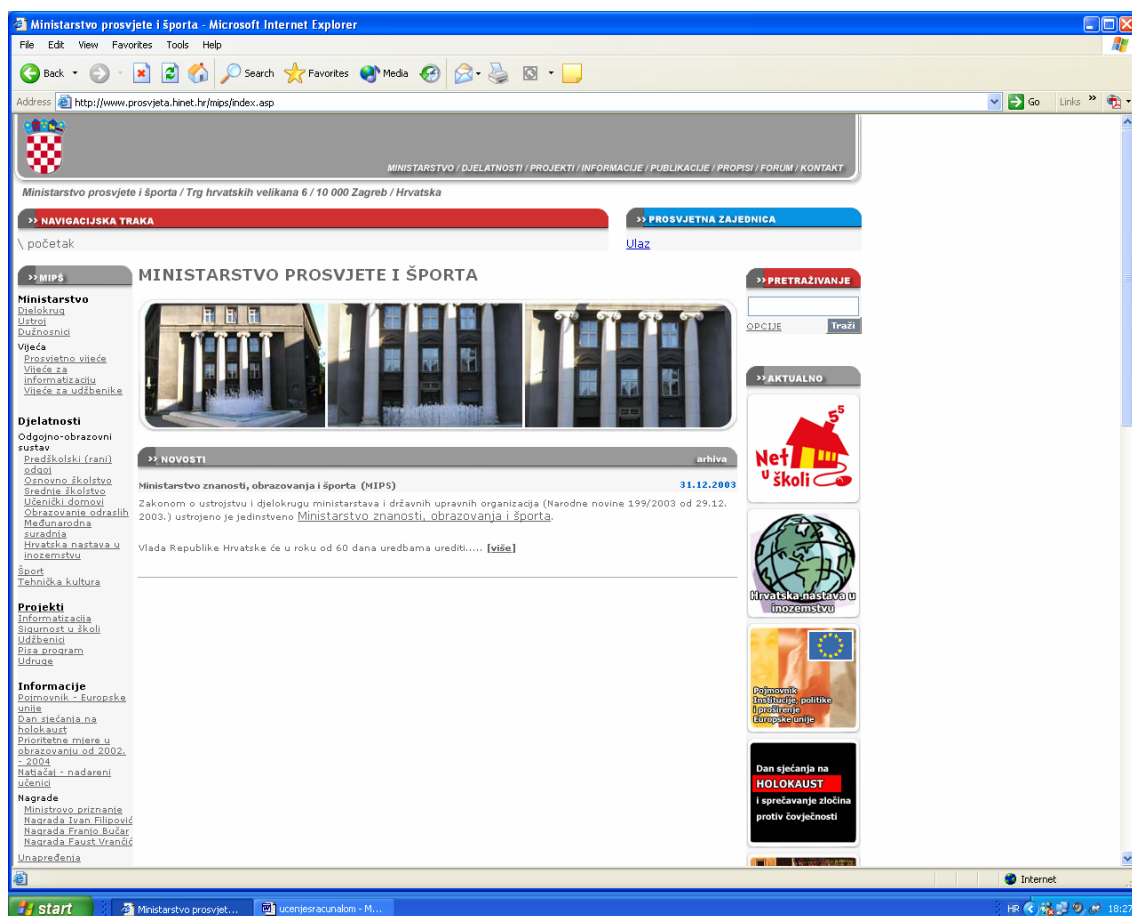 Ministarstvo prosvjete i športa - Microsoft Internet Explorer
File Edit View Favorites Tools Help
Back Search Favorites Media
Address http://www.prosvjeta.hinet.hr/mips/index.asp Go Links »
MINISTARSTVO / DJELATNOSTI / PROJEKTI / INFORMACIJE / PUBLIKACIJE / PROPISI / FORUM / KONTAKT
Ministarstvo prosvjete i športa / Trg hrvatskih velikana 6 / 10 000 Zagreb / Hrvatska
>> NAVIGACIJSKA TRAKA
\ početak
>> PROSVJETNA ZAJEDNICA
Ulaz
>> MIPŠ
Ministarstvo
Djelokrug
Ustroj
Dužnosnici
Vijeća
Prosvjetno vijeće
Vijeće za
informatizaciju
Vijeće za udžbenike
Djelatnosti
Odgojno-obrazovni
sustav
Predškolski (rani)
odgoj
Osnovno školstvo
Srednje školstvo
Učenički domovi
Obrazovanje odraslih
Međunarodna
suradnja
Hrvatska nastava u
inozemstvu
Šport
Tehnička kultura
Projekti
Informatizacija
Sigurnost u školi
Udžbenici
Pisa program
Udruge
Informacije
Pojmovnik - Europske
unije
Dan sjećanja na
holokaust
Prioritetne mjere u
obrazovanju od 2002.
- 2004
Natječaj - nadareni
učenici
Nagrade
Ministrovo priznanje
Nagrada Ivan Filipović
Nagrada Franjo Bučar
Nagrada Faust Vrančić
Unapređenja
MINISTARSTVO PROSVJETE I ŠPORTA
>> NOVOSTI arhiva
Ministarstvo znanosti, obrazovanja i športa (MIPS) 31.12.2003
Zakonom o ustrojstvu i djelokrugu ministarstava i državnih upravnih organizacija (Narodne novine 199/2003 od 29.12.
2003.) ustrojeno je jedinstveno Ministarstvo znanosti, obrazovanja i športa.
Vlada Republike Hrvatske će u roku od 60 dana uredbama urediti..... [više]
>> PRETRAŽIVANJE
OPCIJE Traži
>> AKTUALNO
55
Net
u školi
Hrvatska nastava u
inozemstvu
Pojmovnik
Institucije, politike
i proširenje
Europske unije
Dan sjećanja na
HOLOKAUST
i sprečavanje zločina
protiv čovječnosti
Internet
start Ministarstvo prosvjet... ucenjesracunalom - M... HR 18:27